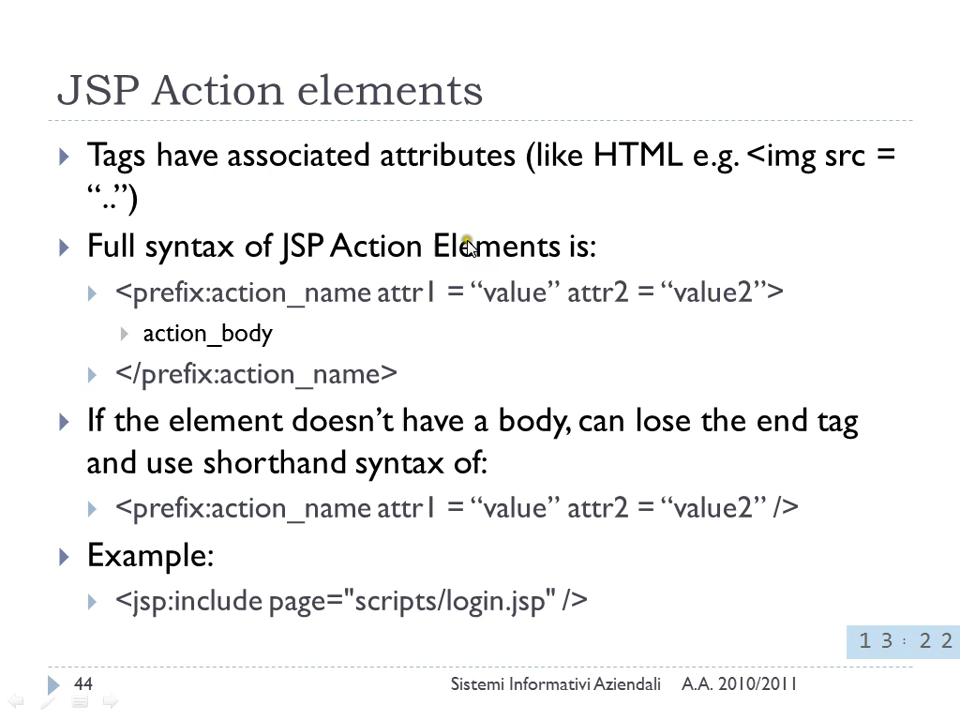 JSP Action elements
Tags have associated attributes (like HTML e.g. <img src =
“..”)
Full syntax of JSP Action Elements is:
<prefix:action_name attr1 = “value” attr2 = “value2”>
action_body
</prefix:action_name>
If the element doesn’t have a body, can lose the end tag
and use shorthand syntax of:
<prefix:action_name attr1 = “value” attr2 = “value2” />
Example:
<jsp:include page="scripts/login.jsp" />
13:22
44 Sistemi Informativi Aziendali A.A. 2010/2011